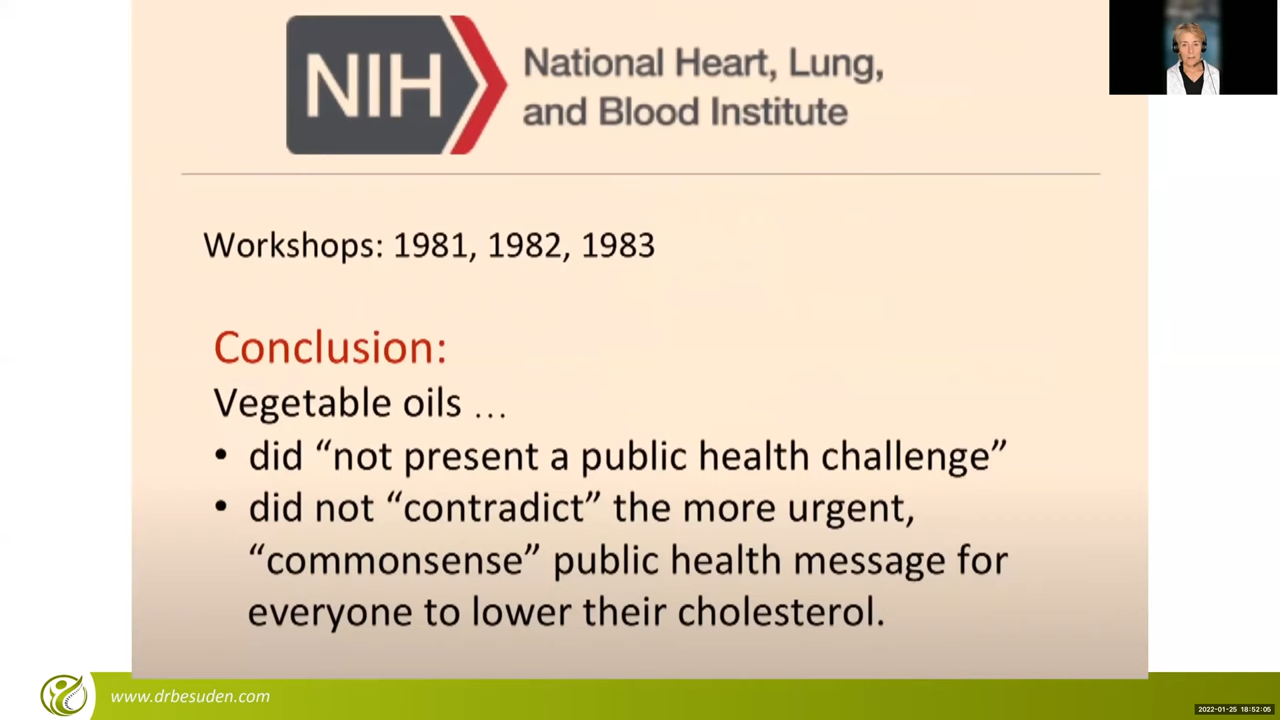 NIH
National Heart, Lung,
and Blood Institute
Workshops: 1981, 1982, 1983
Conclusion:
Vegetable oils …
• did “not present a public health challenge”
• did not “contradict” the more urgent,
“commonsense” public health message for
everyone to lower their cholesterol.
www.drbesuden.com
2022-01-25 18:52:05